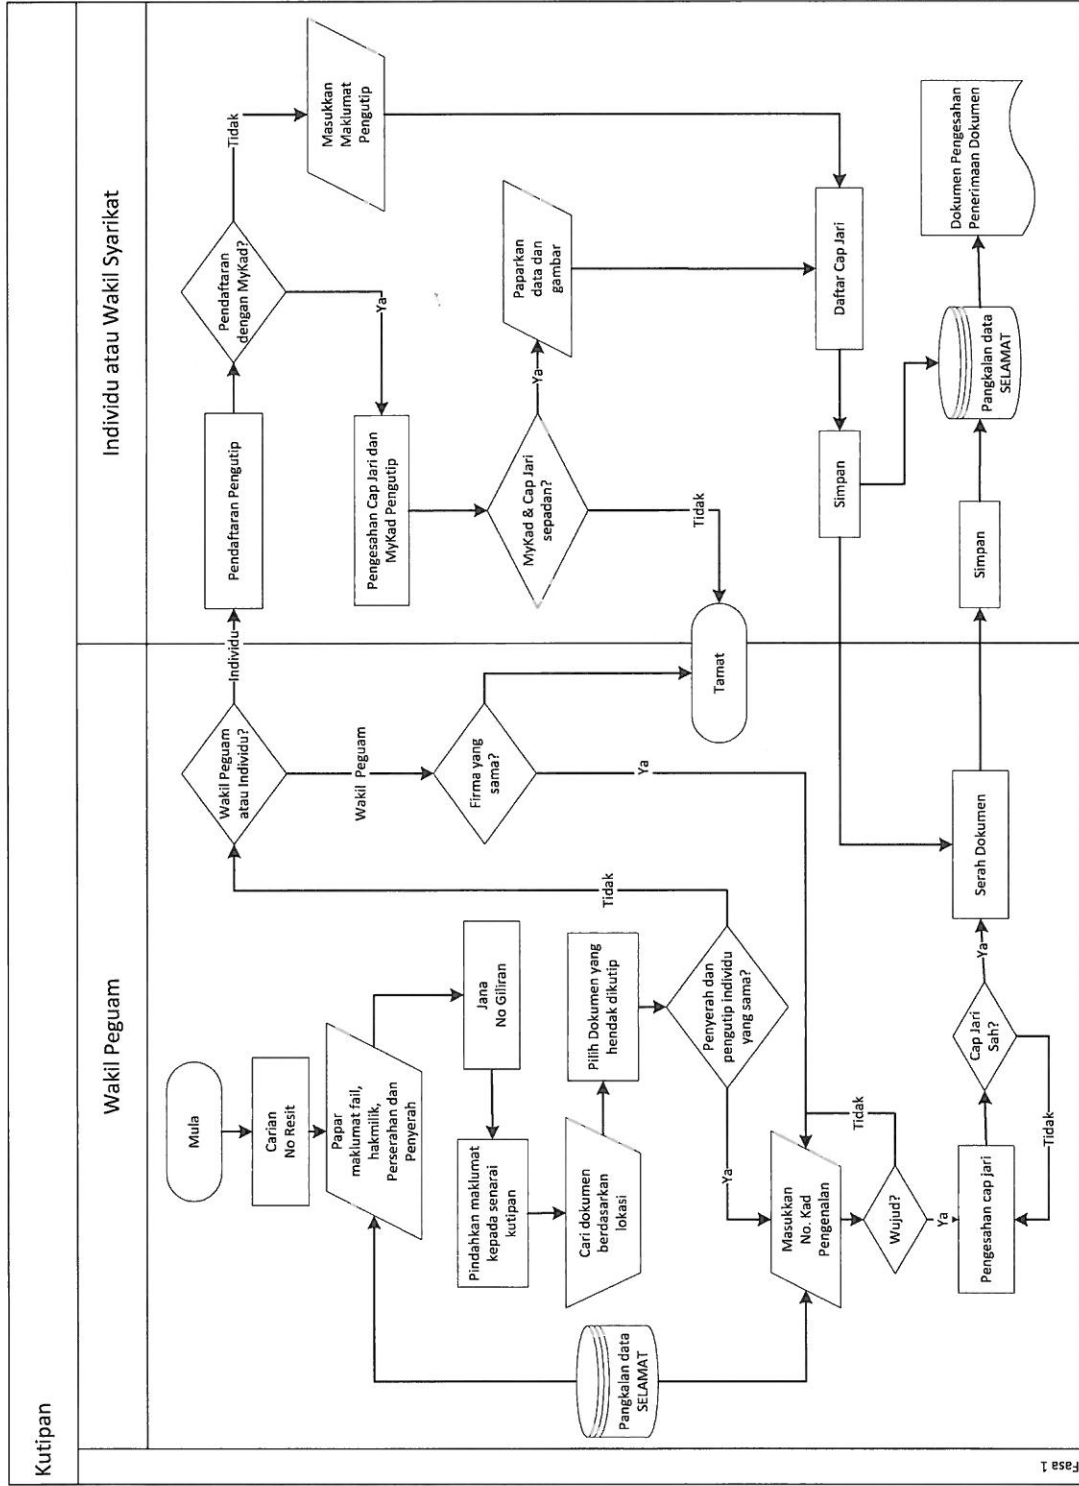 Kutipan
Wakil Peguam
Individu atau Wakil Syarikat
Fasa 1
Mula
Carian
No Resit
Papar
maklumat fail,
hakmilik,
Perserahan dan
Penyerah
Jana
No Giliran
Pindahkan maklumat
kepada senarai
kutipan
Cari dokumen
berdasarkan
lokasi
Pilih Dokumen yang
hendak dikutip
Pangkalan data
SELAMAT
Penyerah dan
pengutip individu
yang sama?
Tidak
Ya
Wakil Peguam
atau Individu?
Individu
Wakil Peguam
Firma yang
sama?
Ya
Tamat
Masukkan
No. Kad
Pengenalan
Wujud?
Tidak
Ya
Pengesahan cap jari
Cap Jari
Sah?
Tidak
Ya
Serah Dokumen
Pendaftaran Pengutip
Pendaftaran
dengan MyKad?
Tidak
Ya
Masukkan
Maklumat
Pengutip
Pengesahan Cap Jari dan
MyKad Pengutip
MyKad & Cap Jari
sepadan?
Ya
Tidak
Paparkan
data dan
gambar
Daftar Cap Jari
Simpan
Simpan
Pangkalan data
SELAMAT
Dokumen Pengesahan
Penerimaan Dokumen